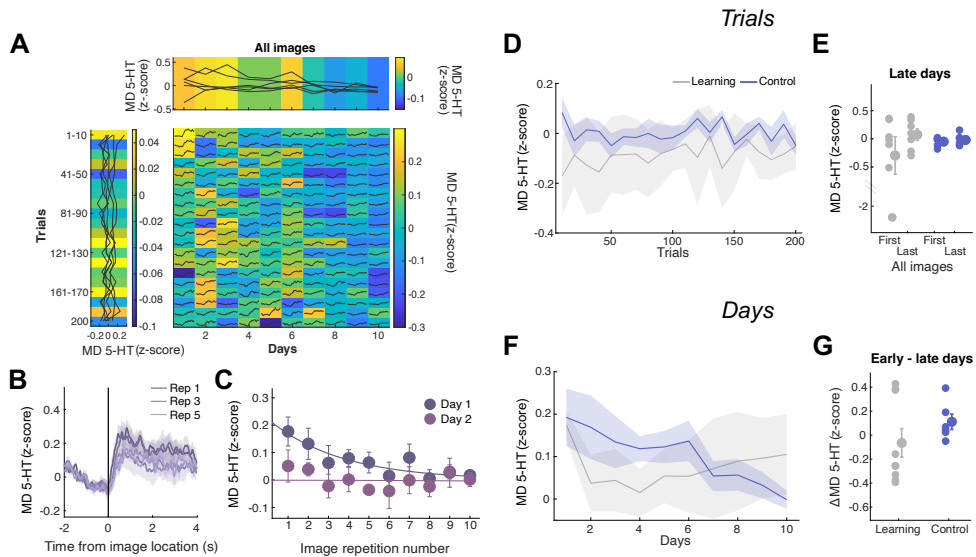 Trials
A
All images
MD 5-HT
(z-.score)
0.5
0
-0.5
0
-0.1
MD 5-HT
(z-score)
1-10
41-50
81-90
121-130
161-170
200
Trials
-0.2 0 0.2
MD 5-HT (z-score)
0.04
0.02
0
-0.02
-0.04
-0.06
-0.08
-0.1
2 4 6 8 10
Days
0.2
0.1
0
-0.1
-0.2
-0.3
MD 5-HT(z-score)
B
Rep 1
Rep 3
Rep 5
MD 5-HT (z-score)
0.4
0.2
0
-0.2
-2 0 2 4
Time from image location (s)
C
Day 1
Day 2
MD 5-HT (z-score)
0.2
0.1
0
-0.1
1 2 3 4 5 6 7 8 9 10
Image repetition number
D
Learning Control
MD 5-HT (z-score)
0.2
0
-0.2
-0.4
50 100 150 200
Trials
E
Late days
MD 5-HT (z-score)
0.5
0
-0.5
-2
First First
Last Last
All images
Days
F
MD 5-HT (z-score)
0.3
0.2
0.1
0
2 4 6 8 10
Days
G
Early - late days
ΔMD 5-HT (z-score)
0.4
0.2
0
-0.2
-0.4
-0.6
Learning Control